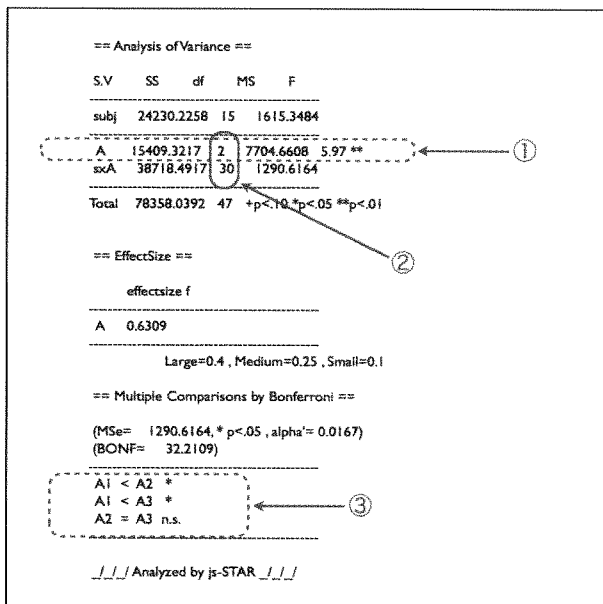 == Analysis of Variance ==
S.V SS df MS F
subj 24230.2258 15 1615.3484
A 15409.3217 2 7704.6608 5.97 **
①
sxA 38718.4917 30 1290.6164
Total 78358.0392 47 +p<.10 *p<.05 **p<.01
②
== EffectSize ==
effectsize f
A 0.6309
Large=0.4 , Medium=0.25 , Small=0.1
== Multiple Comparisons by Bonferroni ==
(MSe= 1290.6164, * p<.05 , alpha'= 0.0167)
(BONF= 32.2109)
A1 < A2 *
A1 < A3 *
③
A2 = A3 n.s.
_/_/_/ Analyzed by js-STAR _/_/_/